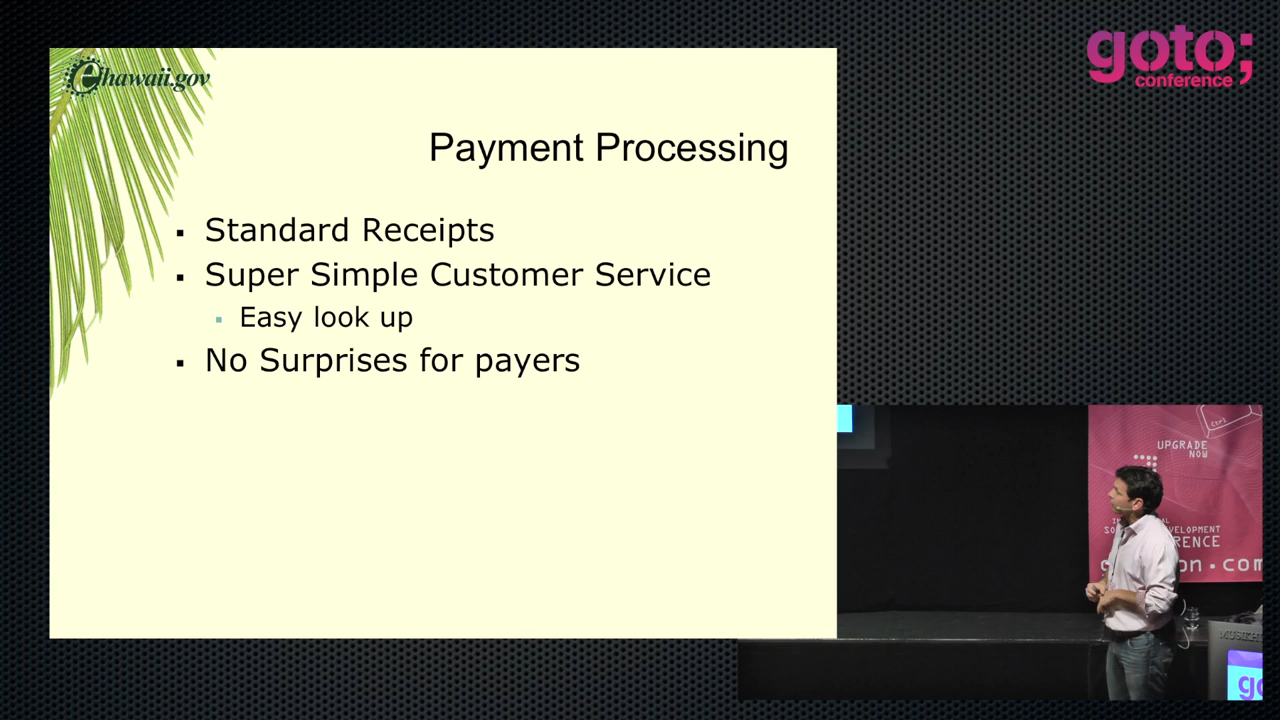 ehawaii.gov
goto;
conference
Payment Processing
Standard Receipts
Super Simple Customer Service
Easy look up
No Surprises for payers
Ctrl
UPGRADE
NOW